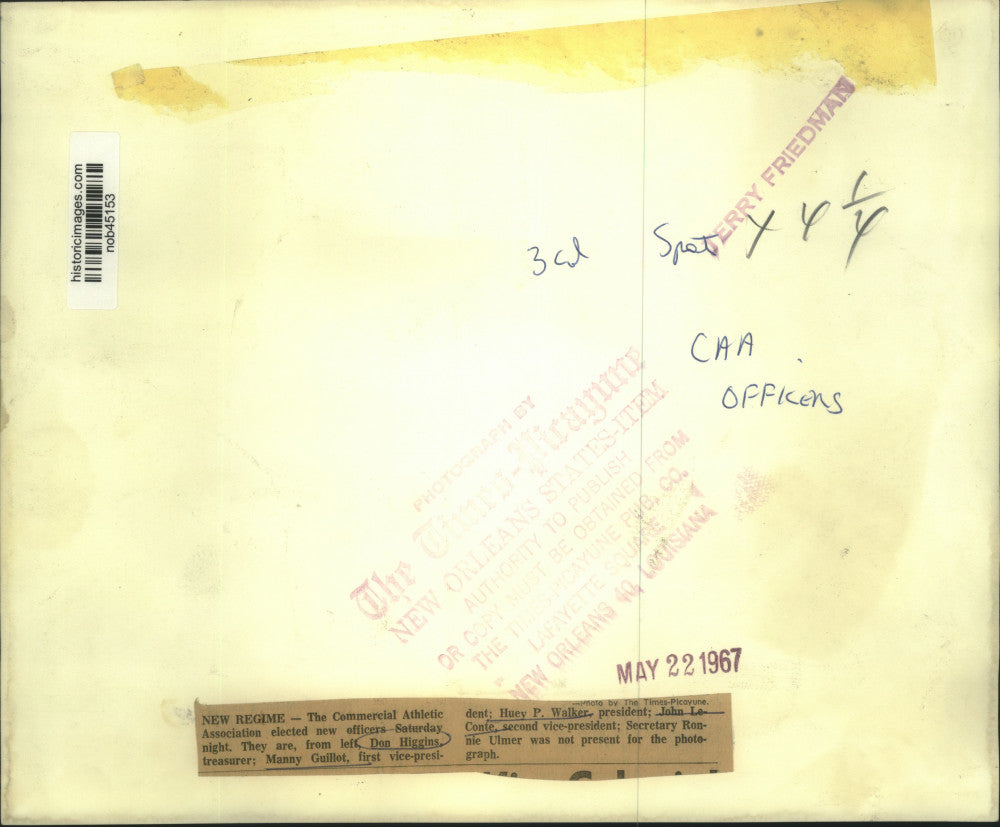 historicimages.com
nob45153
JERRY FRIEDMAN
3 col Spot 4 4 1/4
CAA
OFFICERS
PHOTOGRAPH BY
The Times-Picayune
NEW ORLEANS STATES-ITEM
AUTHORITY TO PUBLISH
OR COPY MUST BE OBTAINED FROM
THE TIMES-PICAYUNE PUB. CO.
LAFAYETTE SQUARE
NEW ORLEANS 40, LOUISIANA
MAY 22 1967
NEW REGIME — The Commercial Athletic
Association elected new officers Saturday
night. They are, from left, Don Higgins,
treasurer; Manny Guillot, first vice-presi-
—Photo by The Times-Picayune.
dent; Huey P. Walker, president; John Le-
Conte, second vice-president; Secretary Ron-
nie Ulmer was not present for the photo-
graph.